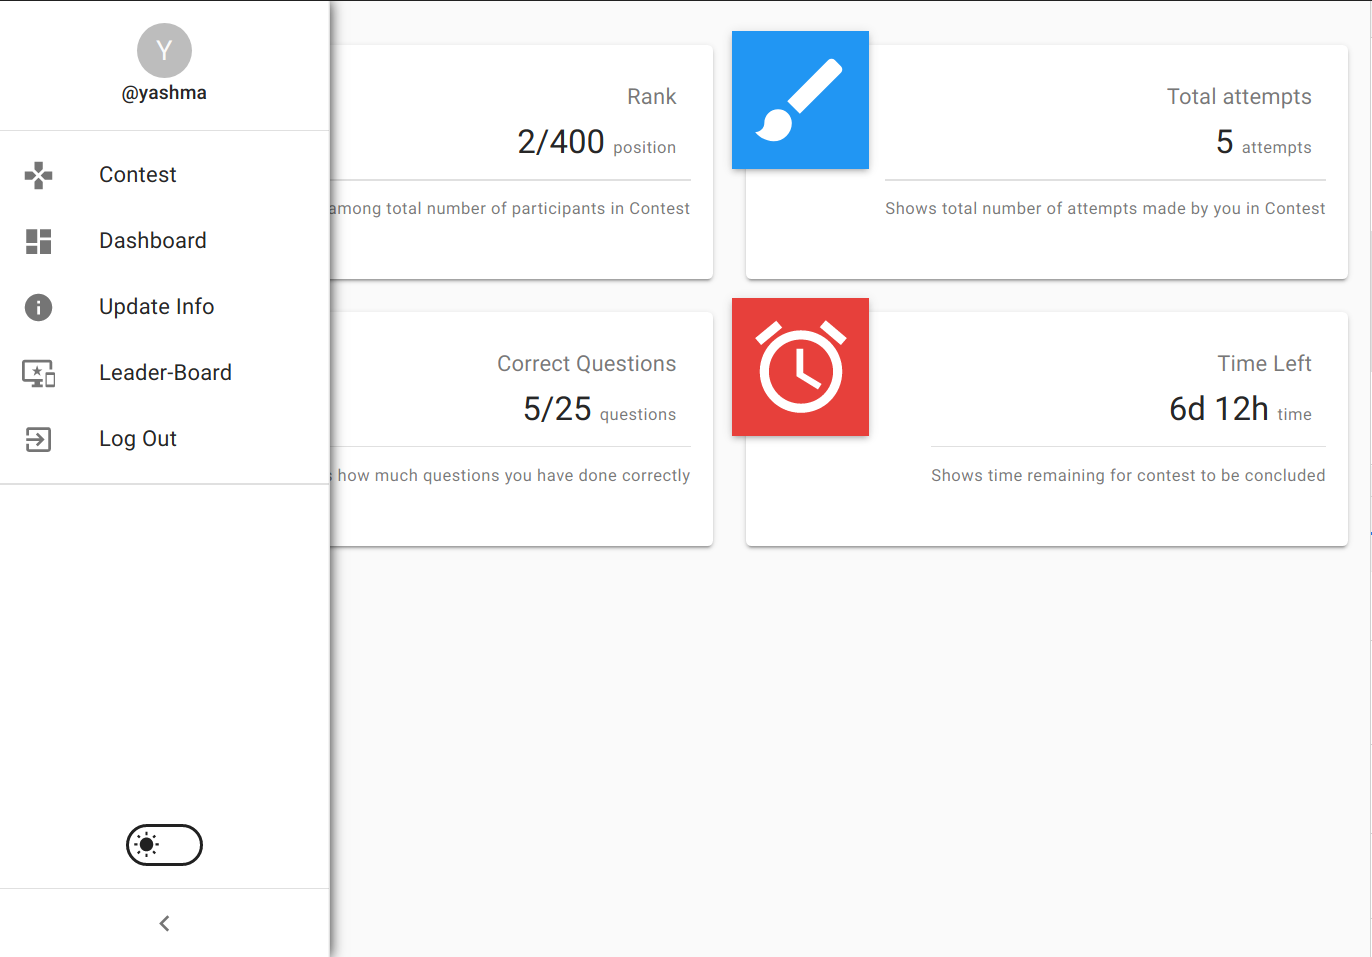 Y
@yashma
Contest
Dashboard
Update Info
Leader-Board
Log Out
Rank
2/400 position
among total number of participants in Contest
Total attempts
5 attempts
Shows total number of attempts made by you in Contest
Correct Questions
5/25 questions
how much questions you have done correctly
Time Left
6d 12h time
Shows time remaining for contest to be concluded